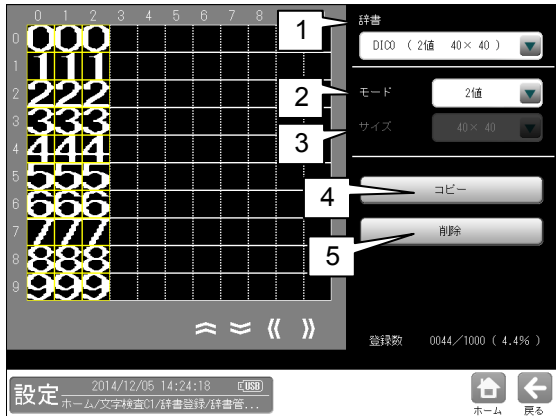 0 1 2 3 4 5 6 7 8
0 000
1 111
2 222
3 333
4 444
5 555
6 666
7 777
8 888
9 999
1
辞書
DIC0 ( 2値 40× 40 )
2
モード
2値
3
サイズ
40× 40
4
コピー
5
削除
登録数 0044/1000 ( 4.4% )
設定
2014/12/05 14:24:18 USB
ホーム/文字検査C1/辞書登録/辞書管...
ホーム
戻る